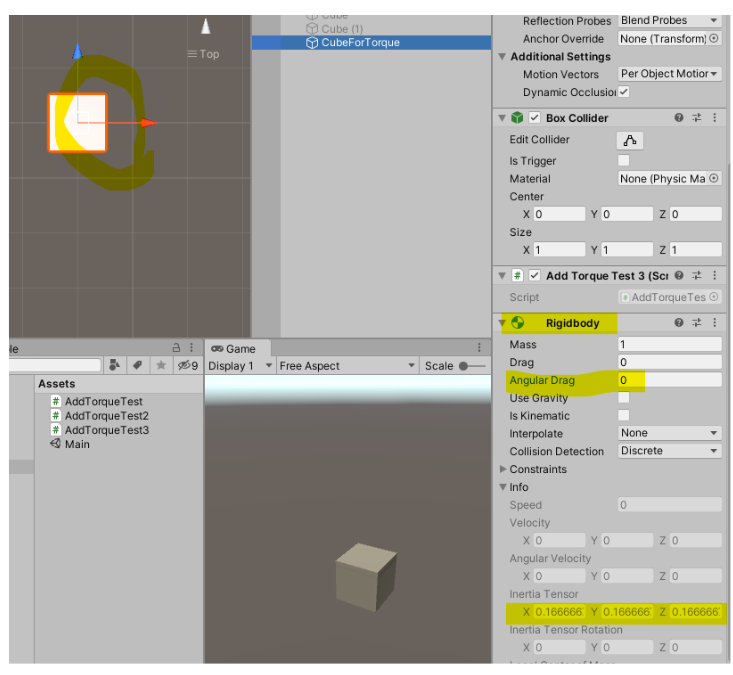 Cube
Cube (1)
CubeForTorque
Top
Reflection Probes Blend Probes
Anchor Override None (Transform)
Additional Settings
Motion Vectors Per Object Motior
Dynamic Occlusio
Box Collider
Edit Collider
Is Trigger
Material None (Physic Ma
Center
X 0 Y 0 Z 0
Size
X 1 Y 1 Z 1
# Add Torque Test 3 (Scr
Script # AddTorqueTes
Rigidbody
Mass 1
Drag 0
Angular Drag 0
Use Gravity
Is Kinematic
Interpolate None
Collision Detection Discrete
Constraints
Info
Speed 0
Velocity
X 0 Y 0 Z 0
Angular Velocity
X 0 Y 0 Z 0
Inertia Tensor
X 0.166666 Y 0.166666 Z 0.166666
Inertia Tensor Rotation
X 0 Y 0 Z 0
le
9
Assets
# AddTorqueTest
# AddTorqueTest2
# AddTorqueTest3
Main
Game
Display 1 Free Aspect Scale